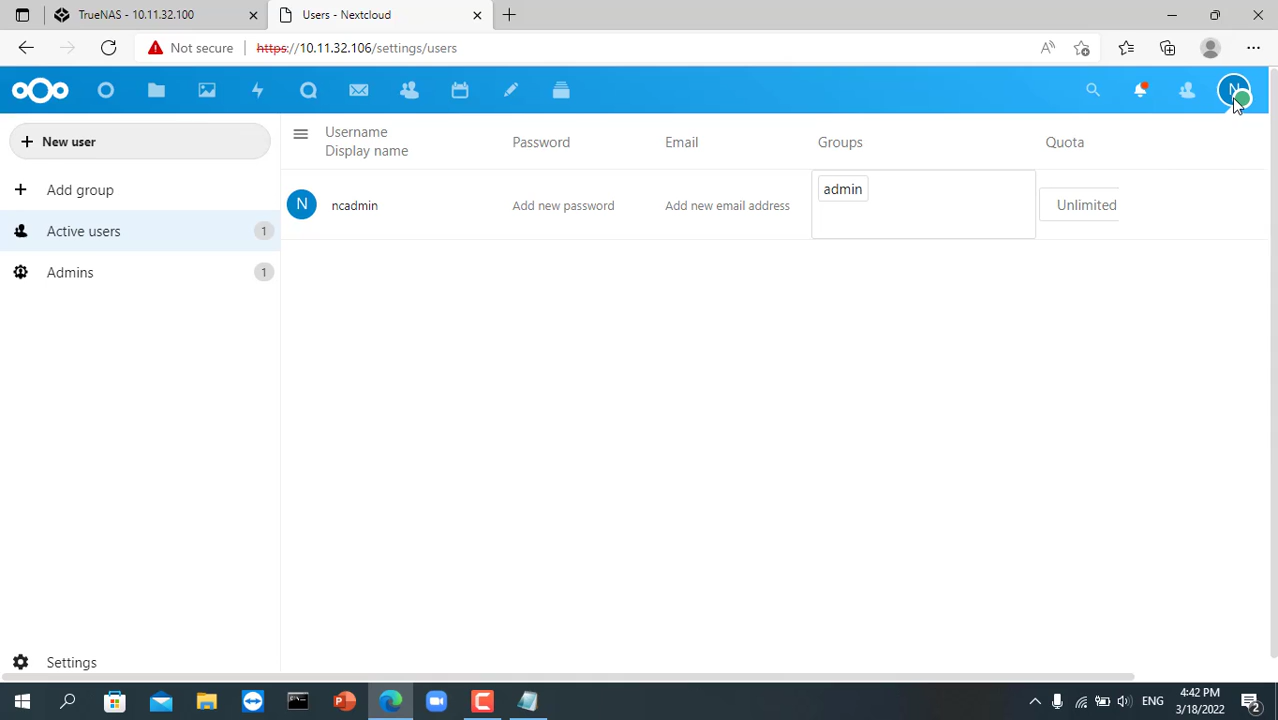 TrueNAS - 10.11.32.100
Users - Nextcloud
Not secure
https://10.11.32.106/settings/users
N
New user
Username
Display name
Password
Email
Groups
Quota
Add group
N
ncadmin
Add new password
Add new email address
admin
Unlimited
Active users
1
Admins
1
Settings
ENG
4:42 PM
3/18/2022
2